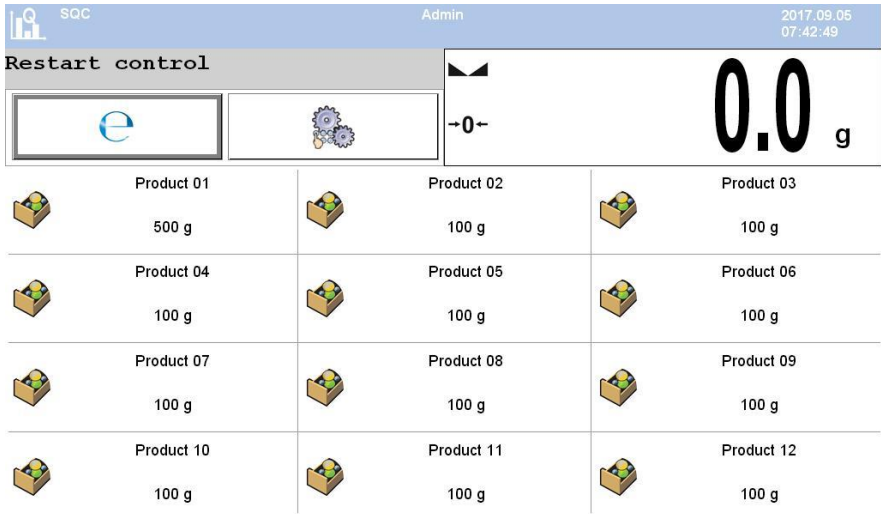 SQC Admin 2017.09.05
07:42:49
Restart control
e
→0← 0.0 g
Product 01 Product 02 Product 03
500 g 100 g 100 g
Product 04 Product 05 Product 06
100 g 100 g 100 g
Product 07 Product 08 Product 09
100 g 100 g 100 g
Product 10 Product 11 Product 12
100 g 100 g 100 g